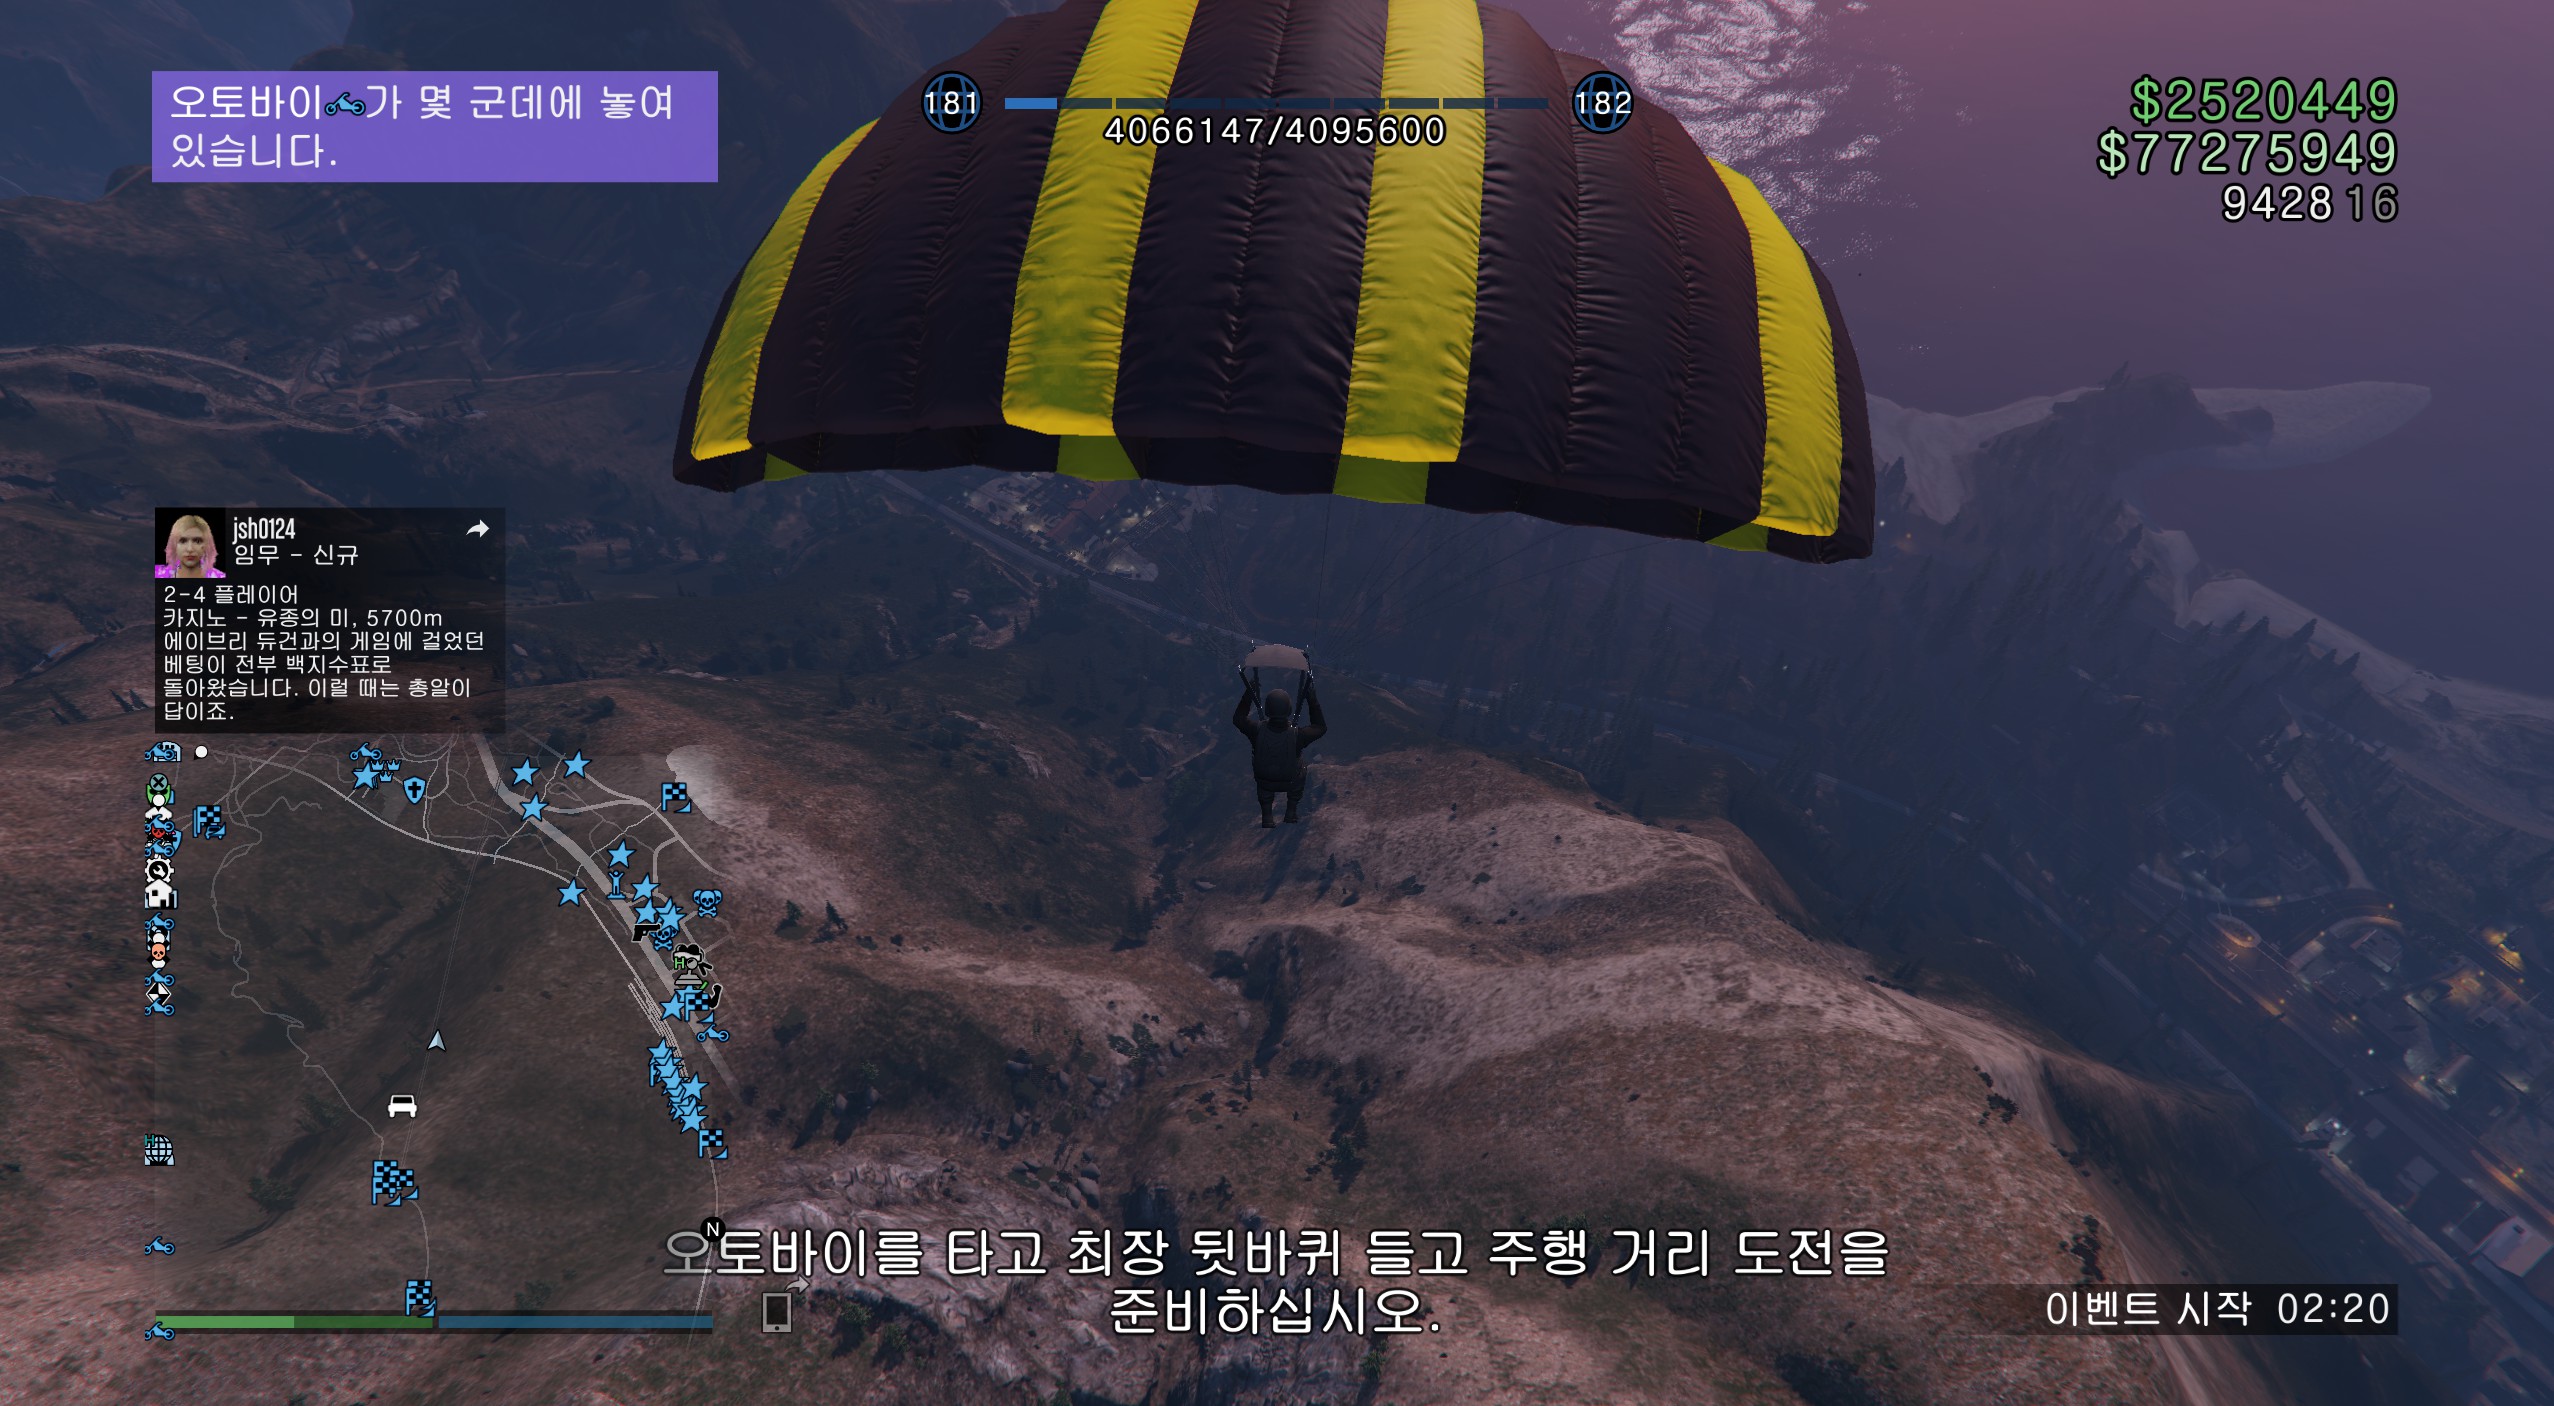 오토바이가 몇 군데에 놓여
있습니다.
181
182
4066147/4095600
$2520449
$77275949
9428 16
jsh0124
임무 - 신규
2-4 플레이어
카지노 - 유종의 미, 5700m
에이브리 듀건과의 게임에 걸었던
베팅이 전부 백지수표로
돌아왔습니다. 이럴 때는 총알이
답이죠.
H
H
N
오토바이를 타고 최장 뒷바퀴 들고 주행 거리 도전을
준비하십시오.
이벤트 시작 02:20